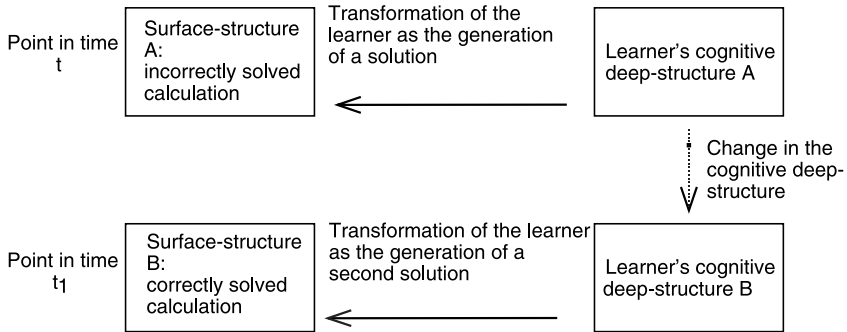 Point in time
t
Surface-structure
A:
incorrectly solved
calculation
Transformation of the
learner as the generation
of a solution
Learner's cognitive
deep-structure A
Change in the
cognitive deep-
structure
Point in time
t1
Surface-structure
B:
correctly solved
calculation
Transformation of the learner
as the generation of a
second solution
Learner's cognitive
deep-structure B